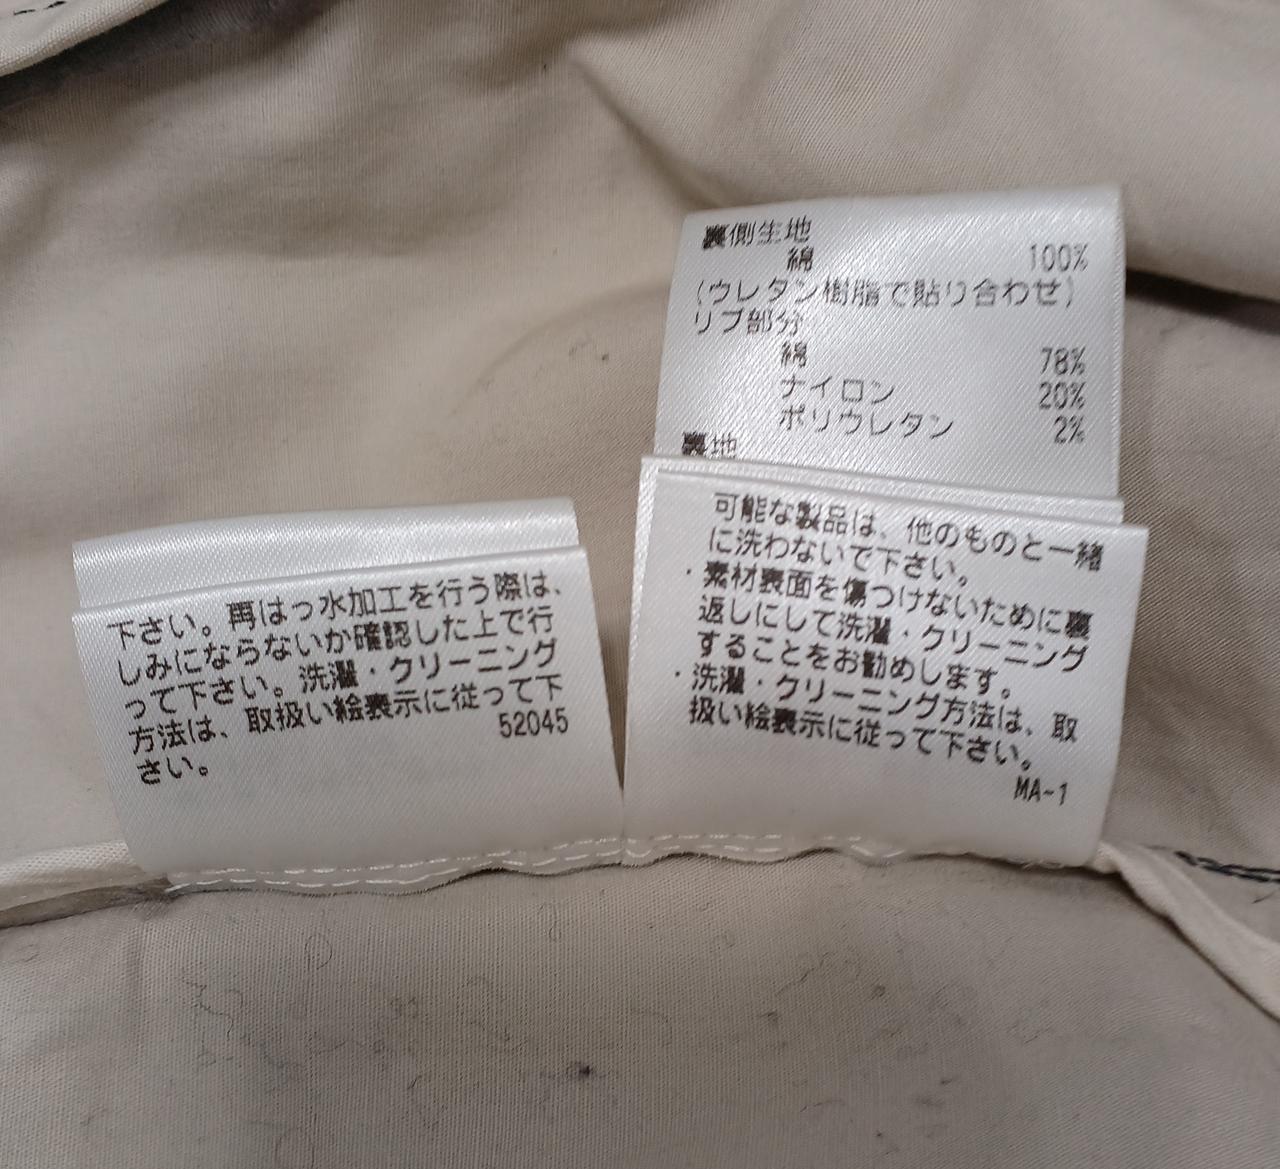 裏側生地
綿 100%
(ウレタン樹脂で貼り合わせ)
リブ部分
綿 78%
ナイロン 20%
ポリウレタン 2%
裏地
可能な製品は、他のものと一緒
に洗わないで下さい。
・素材表面を傷つけないために裏
返しにして洗濯・クリーニング
することをお勧めします。
・洗濯・クリーニング方法は、取
扱い絵表示に従って下さい。
MA-1
下さい。再はっ水加工を行う際は、
しみにならないか確認した上で行
って下さい。洗濯・クリーニング
方法は、取扱い絵表示に従って下
さい。
52045